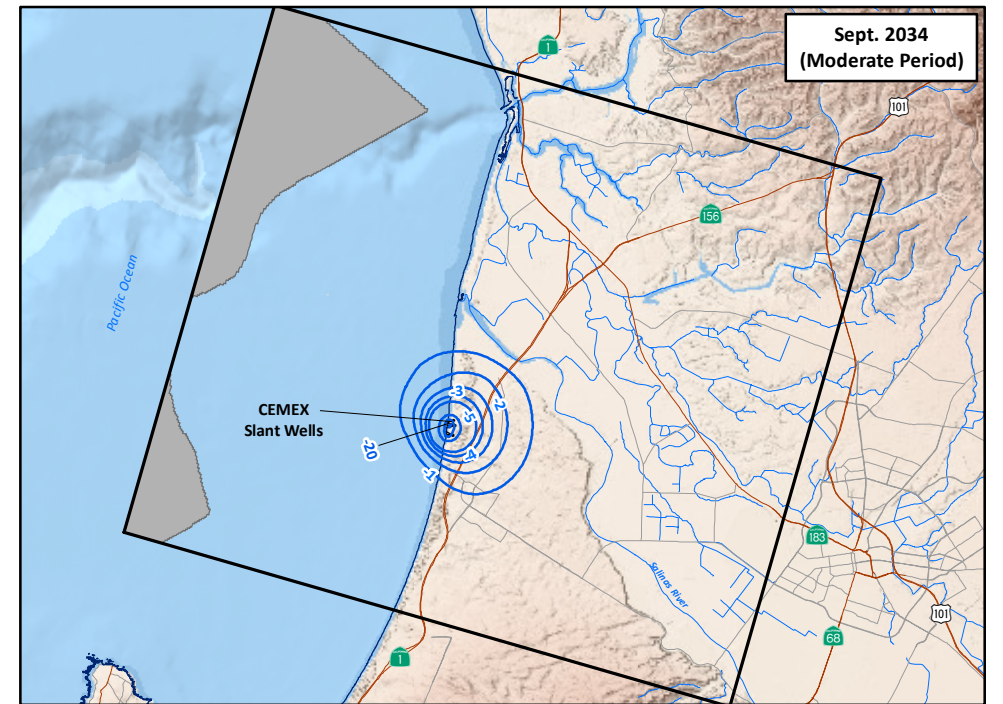 Sept. 2034
(Moderate Period)
1
101
156
Pacific Ocean
-3
-2
CEMEX
Slant Wells
-5
-20
-4
-1
183
Salinas River
101
68
1